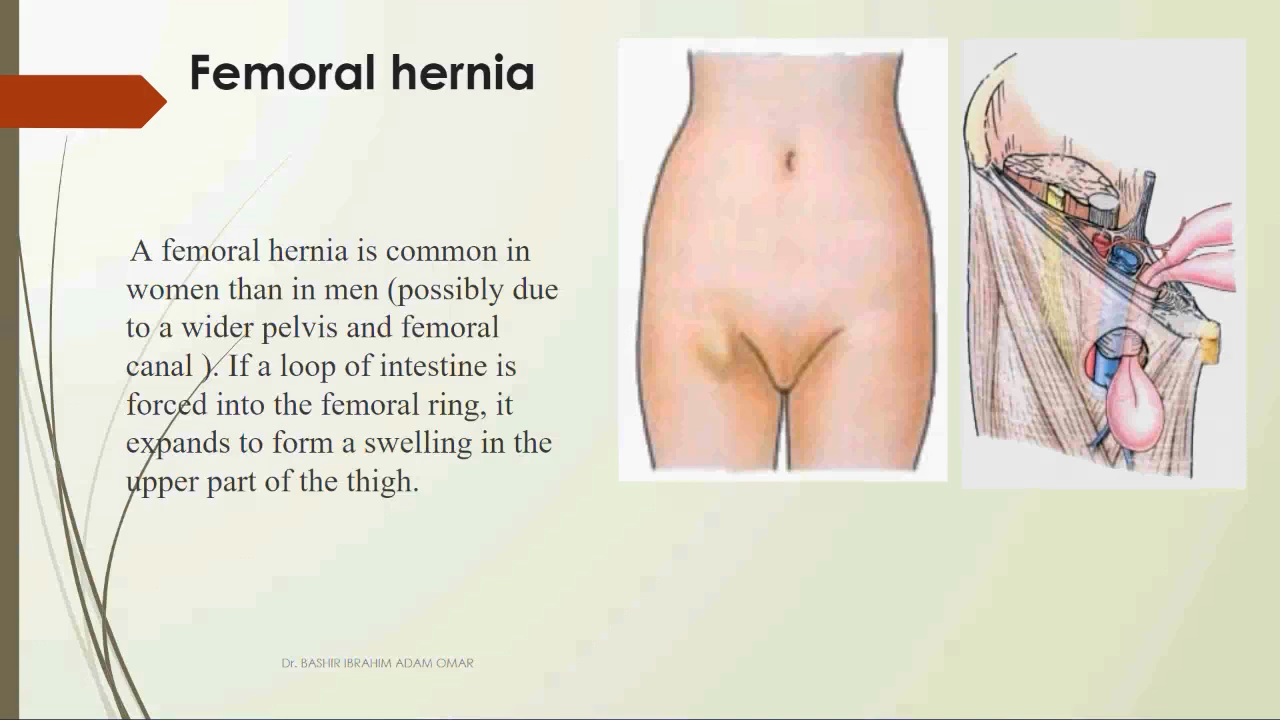 Femoral hernia
A femoral hernia is common in
women than in men (possibly due
to a wider pelvis and femoral
canal ). If a loop of intestine is
forced into the femoral ring, it
expands to form a swelling in the
upper part of the thigh.
Dr. BASHIR IBRAHIM ADAM OMAR